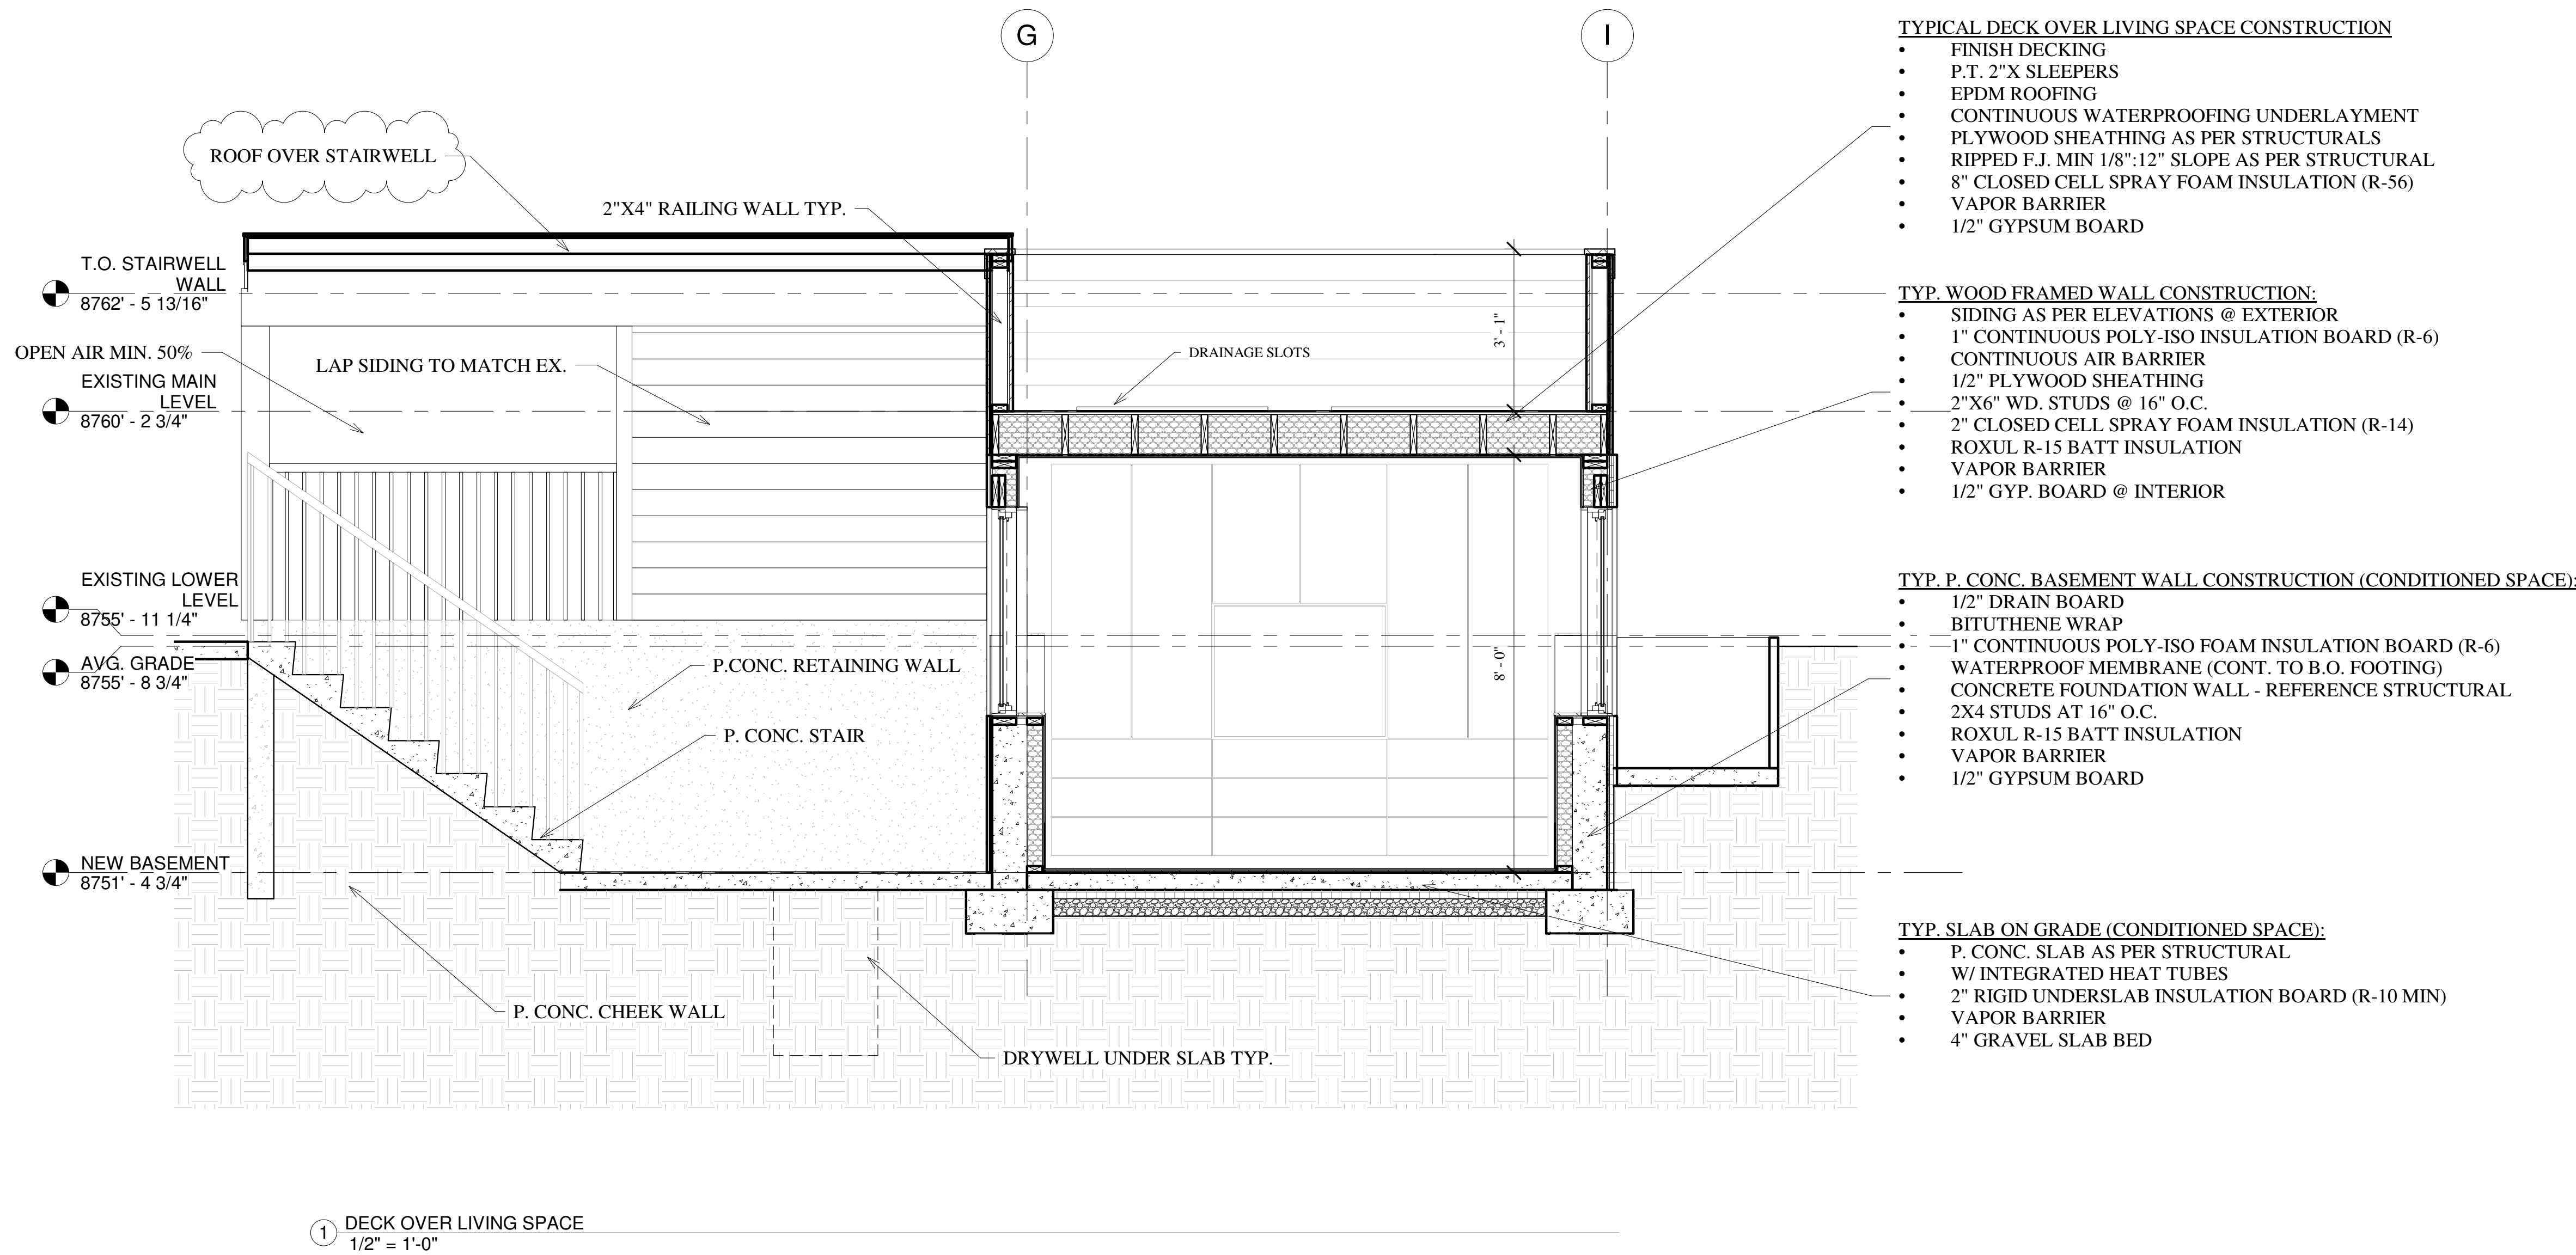 G
I
ROOF OVER STAIRWELL
2"X4" RAILING WALL TYP.
T.O. STAIRWELL
WALL
8762' - 5 13/16"
OPEN AIR MIN. 50%
LAP SIDING TO MATCH EX.
EXISTING MAIN
LEVEL
8760' - 2 3/4"
DRAINAGE SLOTS
3' - 1"
EXISTING LOWER
LEVEL
8755' - 11 1/4"
AVG. GRADE
8755' - 8 3/4"
P.CONC. RETAINING WALL
8' - 0"
P. CONC. STAIR
NEW BASEMENT
8751' - 4 3/4"
P. CONC. CHEEK WALL
DRYWELL UNDER SLAB TYP.
TYPICAL DECK OVER LIVING SPACE CONSTRUCTION
• FINISH DECKING
• P.T. 2"X SLEEPERS
• EPDM ROOFING
• CONTINUOUS WATERPROOFING UNDERLAYMENT
• PLYWOOD SHEATHING AS PER STRUCTURALS
• RIPPED F.J. MIN 1/8":12" SLOPE AS PER STRUCTURAL
• 8" CLOSED CELL SPRAY FOAM INSULATION (R-56)
• VAPOR BARRIER
• 1/2" GYPSUM BOARD
TYP. WOOD FRAMED WALL CONSTRUCTION:
• SIDING AS PER ELEVATIONS @ EXTERIOR
• 1" CONTINUOUS POLY-ISO INSULATION BOARD (R-6)
• CONTINUOUS AIR BARRIER
• 1/2" PLYWOOD SHEATHING
• 2"X6" WD. STUDS @ 16" O.C.
• 2" CLOSED CELL SPRAY FOAM INSULATION (R-14)
• ROXUL R-15 BATT INSULATION
• VAPOR BARRIER
• 1/2" GYP. BOARD @ INTERIOR
TYP. P. CONC. BASEMENT WALL CONSTRUCTION (CONDITIONED SPACE):
• 1/2" DRAIN BOARD
• BITUTHENE WRAP
• 1" CONTINUOUS POLY-ISO FOAM INSULATION BOARD (R-6)
• WATERPROOF MEMBRANE (CONT. TO B.O. FOOTING)
• CONCRETE FOUNDATION WALL - REFERENCE STRUCTURAL
• 2X4 STUDS AT 16" O.C.
• ROXUL R-15 BATT INSULATION
• VAPOR BARRIER
• 1/2" GYPSUM BOARD
TYP. SLAB ON GRADE (CONDITIONED SPACE):
• P. CONC. SLAB AS PER STRUCTURAL
• W/ INTEGRATED HEAT TUBES
• 2" RIGID UNDERSLAB INSULATION BOARD (R-10 MIN)
• VAPOR BARRIER
• 4" GRAVEL SLAB BED
1 DECK OVER LIVING SPACE
1/2" = 1'-0"